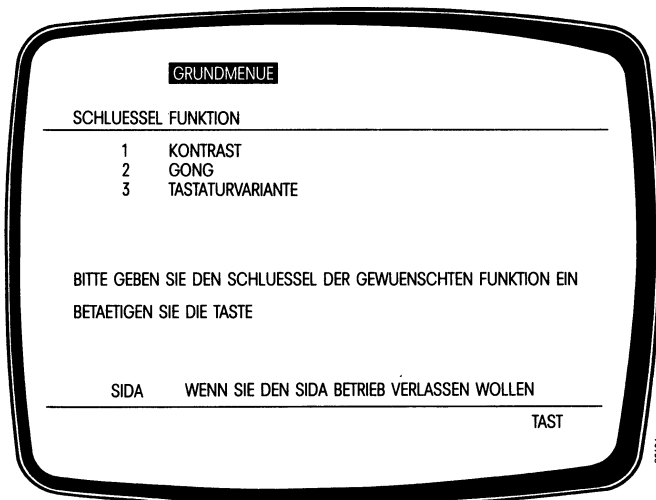 GRUNDMENUE
SCHLUESSEL FUNKTION
1 KONTRAST
2 GONG
3 TASTATURVARIANTE
BITTE GEBEN SIE DEN SCHLUESSEL DER GEWUENSCHTEN FUNKTION EIN
BETAETIGEN SIE DIE TASTE
SIDA WENN SIE DEN SIDA BETRIEB VERLASSEN WOLLEN
TAST